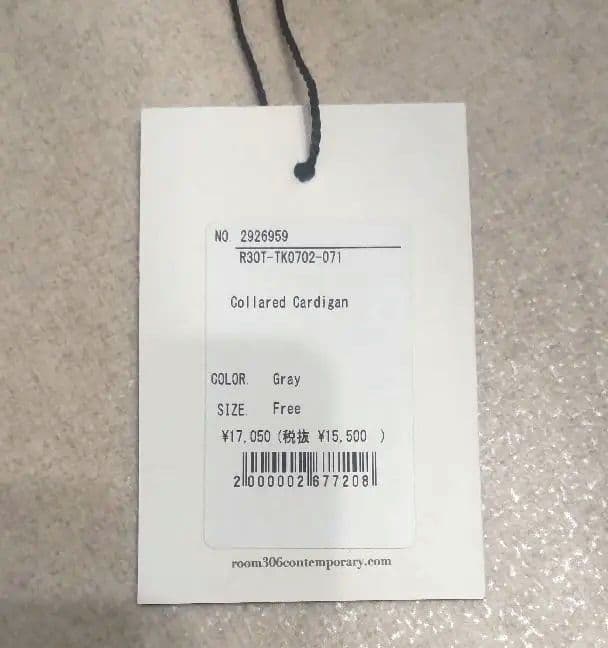 NO. 2926959
R30T-TK0702-071
Collared Cardigan
COLOR. Gray
SIZE. Free
¥17,050 (税抜 ¥15,500 )
2000002677208
room306contemporary.com